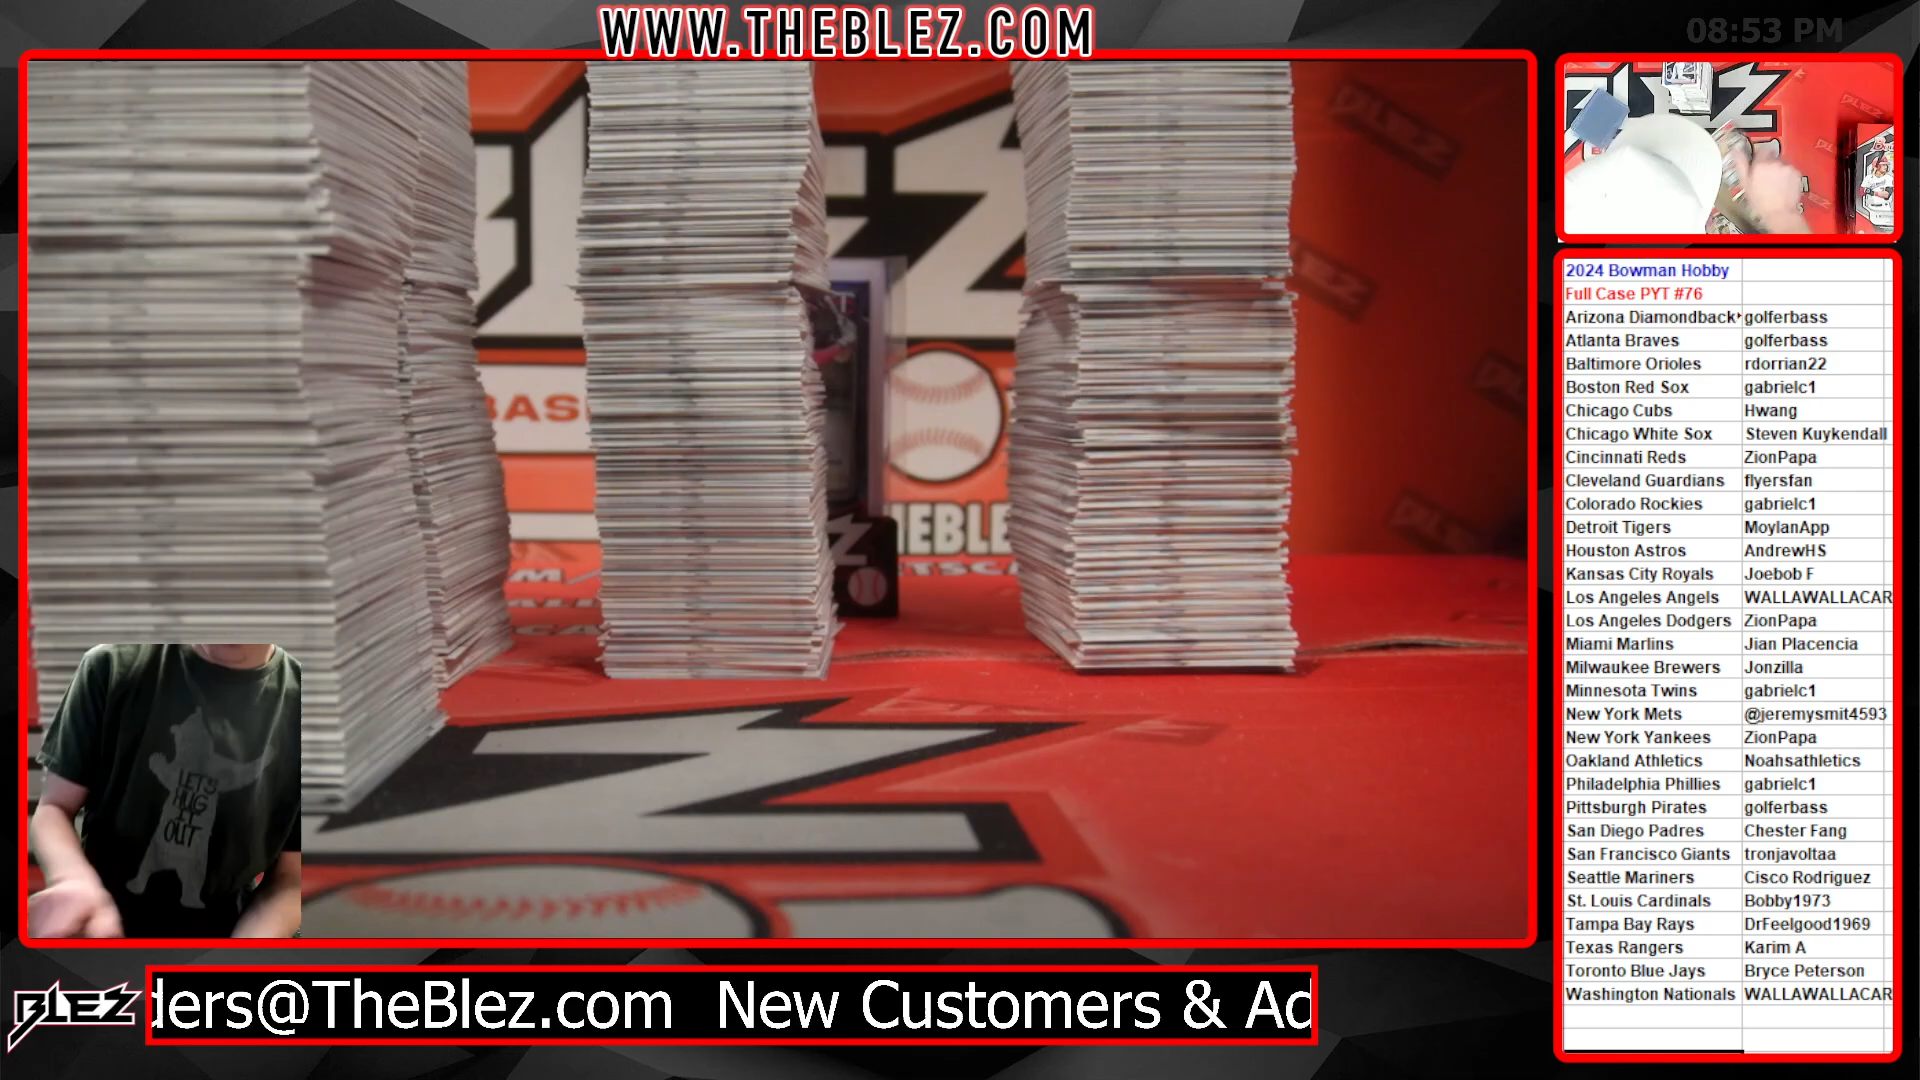 WWW.THEBLEZ.COM
08:53 PM
BLEZ
BAS
HEBLE
2024 Bowman Hobby
Full Case PYT #76
Arizona Diamondback golferbass
Atlanta Braves golferbass
Baltimore Orioles rdorrian22
Boston Red Sox gabrielc1
Chicago Cubs Hwang
Chicago White Sox Steven Kuykendall
Cincinnati Reds ZionPapa
Cleveland Guardians flyersfan
Colorado Rockies gabrielc1
Detroit Tigers MoylanApp
Houston Astros AndrewHS
Kansas City Royals Joebob F
Los Angeles Angels WALLAWALLACAR
Los Angeles Dodgers ZionPapa
Miami Marlins Jian Placencia
Milwaukee Brewers Jonzilla
Minnesota Twins gabrielc1
New York Mets @jeremysmit4593
New York Yankees ZionPapa
Oakland Athletics Noahsathletics
Philadelphia Phillies gabrielc1
Pittsburgh Pirates golferbass
San Diego Padres Chester Fang
San Francisco Giants tronjavoltaa
Seattle Mariners Cisco Rodriguez
St. Louis Cardinals Bobby1973
Tampa Bay Rays DrFeelgood1969
Texas Rangers Karim A
Toronto Blue Jays Bryce Peterson
Washington Nationals WALLAWALLACAR
LET'S
HUG
IT
OUT
BLEZ
ders@TheBlez.com New Customers & Ad